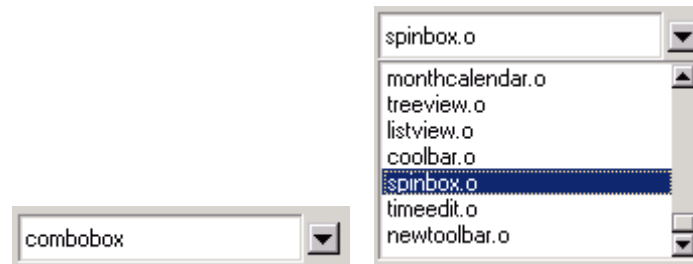 spinbox.o
monthcalendar.o
treeview.o
listview.o
coolbar.o
spinbox.o
timeedit.o
newtoolbar.o
combobox